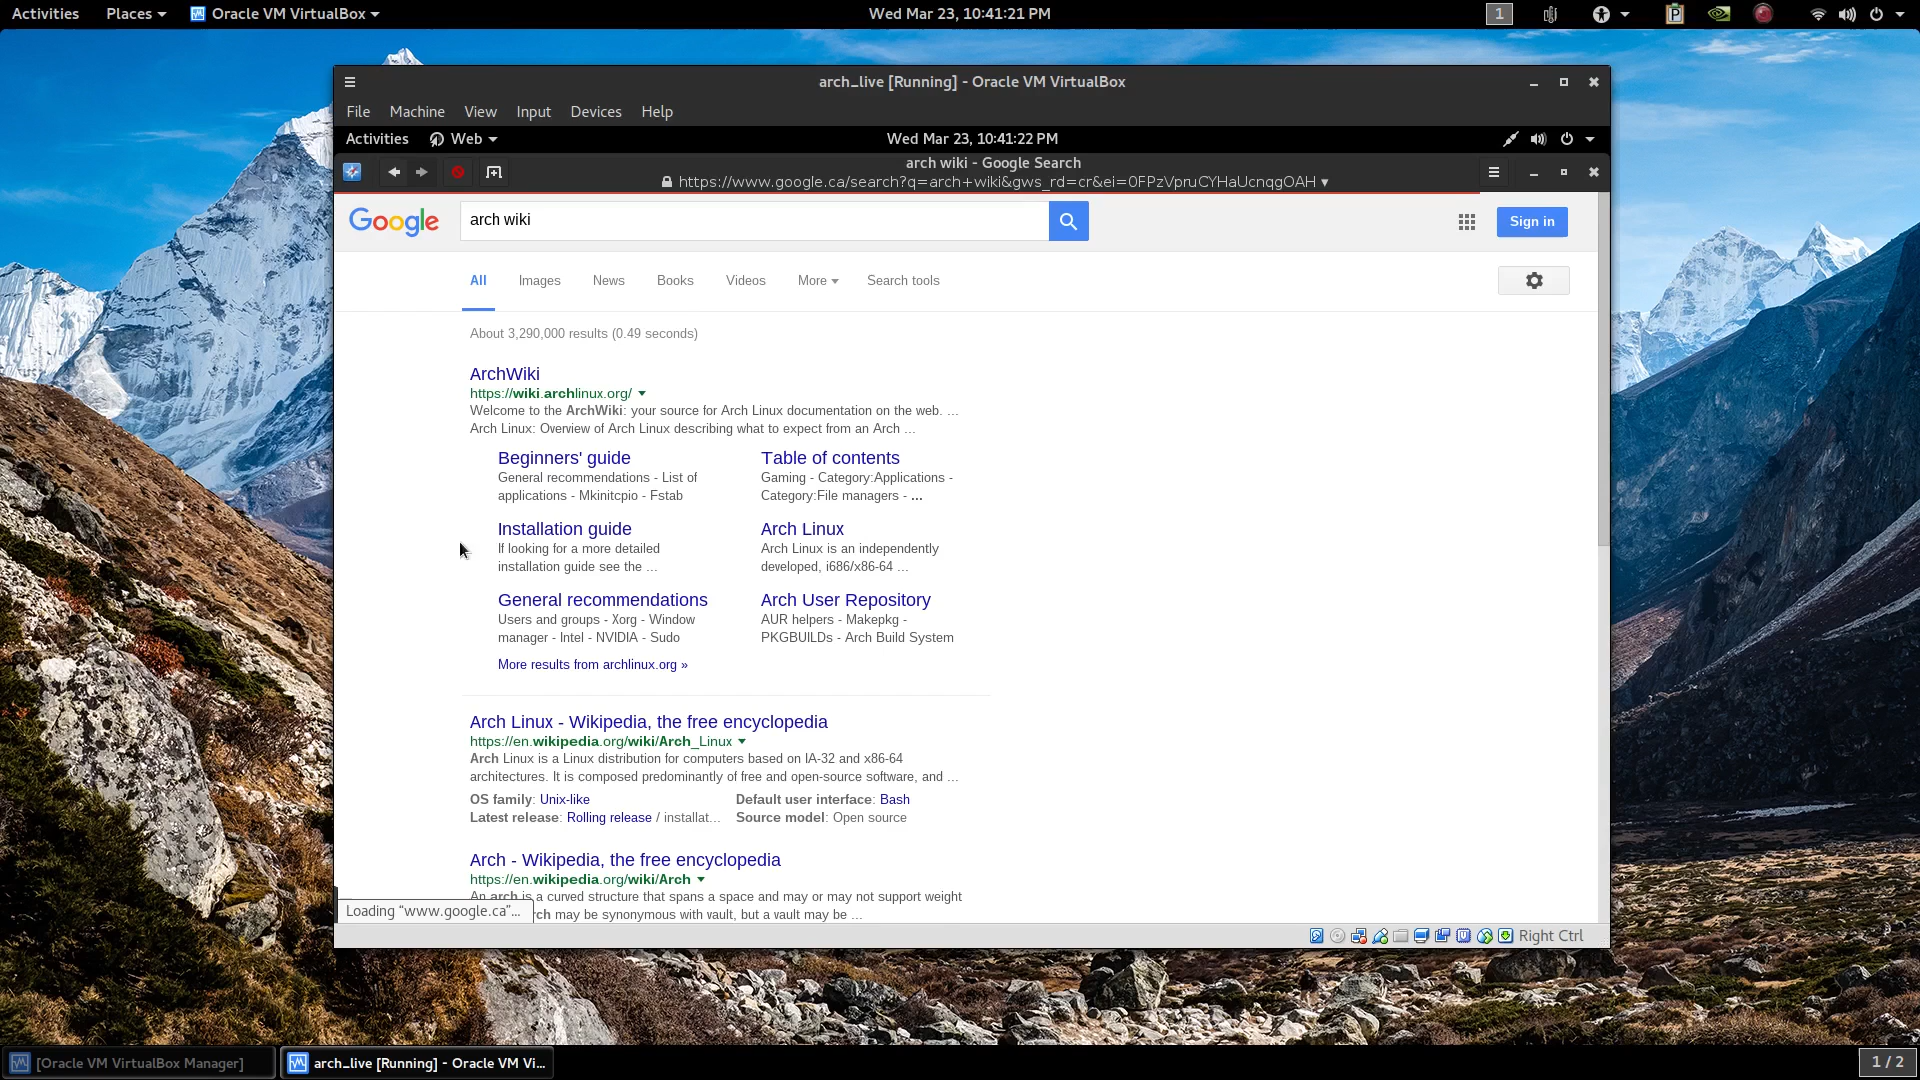 Activities Places Oracle VM VirtualBox Wed Mar 23, 10:41:21 PM 1
arch_live [Running] - Oracle VM VirtualBox
File Machine View Input Devices Help
Activities Web Wed Mar 23, 10:41:22 PM
arch wiki - Google Search
https://www.google.ca/search?q=arch+wiki&gws_rd=cr&ei=0FPzVpruCYHaUcnqgOAH
Google arch wiki Sign in
All Images News Books Videos More Search tools
About 3,290,000 results (0.49 seconds)
ArchWiki
https://wiki.archlinux.org/
Welcome to the ArchWiki: your source for Arch Linux documentation on the web. ...
Arch Linux: Overview of Arch Linux describing what to expect from an Arch ...
Beginners' guide
General recommendations - List of
applications - Mkinitcpio - Fstab
Table of contents
Gaming - Category:Applications -
Category:File managers - ...
Installation guide
If looking for a more detailed
installation guide see the ...
Arch Linux
Arch Linux is an independently
developed, i686/x86-64 ...
General recommendations
Users and groups - Xorg - Window
manager - Intel - NVIDIA - Sudo
Arch User Repository
AUR helpers - Makepkg -
PKGBUILDs - Arch Build System
More results from archlinux.org »
Arch Linux - Wikipedia, the free encyclopedia
https://en.wikipedia.org/wiki/Arch_Linux
Arch Linux is a Linux distribution for computers based on IA-32 and x86-64
architectures. It is composed predominantly of free and open-source software, and ...
OS family: Unix-like Default user interface: Bash
Latest release: Rolling release / installat... Source model: Open source
Arch - Wikipedia, the free encyclopedia
https://en.wikipedia.org/wiki/Arch
An arch is a curved structure that spans a space and may or may not support weight
rch may be synonymous with vault, but a vault may be ...
Loading “www.google.ca”...
Right Ctrl
[Oracle VM VirtualBox Manager] arch_live [Running] - Oracle VM Vi... 1 / 2